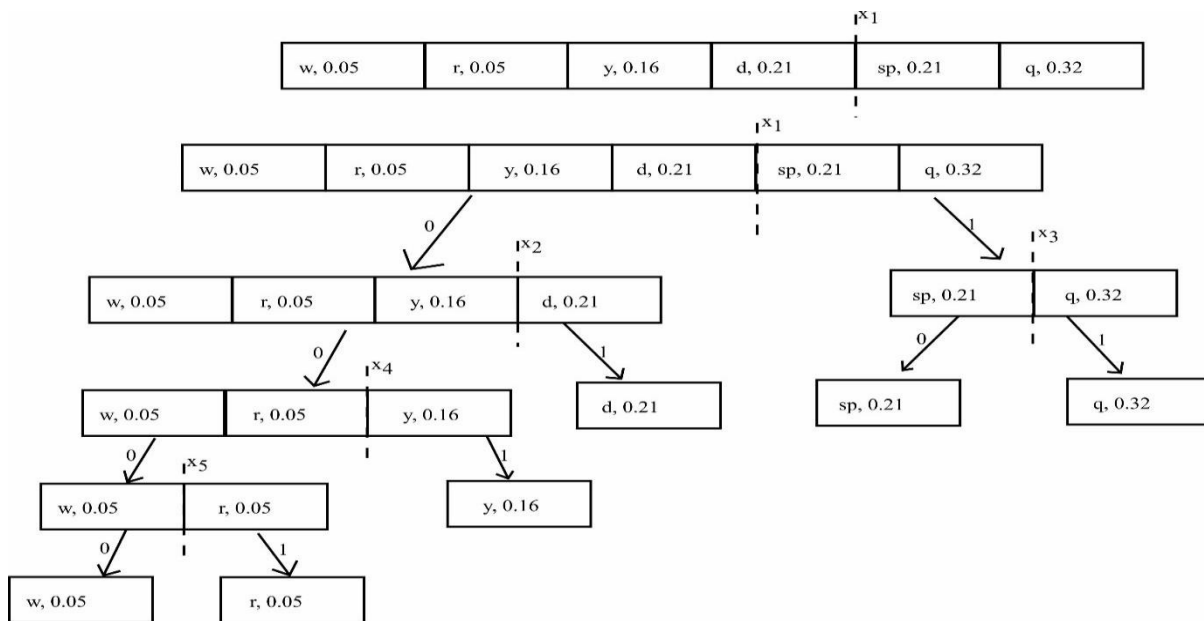 x1
w, 0.05 r, 0.05 y, 0.16 d, 0.21 sp, 0.21 q, 0.32
x1
w, 0.05 r, 0.05 y, 0.16 d, 0.21 sp, 0.21 q, 0.32
0 1
x2 x3
w, 0.05 r, 0.05 y, 0.16 d, 0.21 sp, 0.21 q, 0.32
0 1 0 1
x4
w, 0.05 r, 0.05 y, 0.16 d, 0.21 sp, 0.21 q, 0.32
0 1
x5
w, 0.05 r, 0.05 y, 0.16
0 1
w, 0.05 r, 0.05